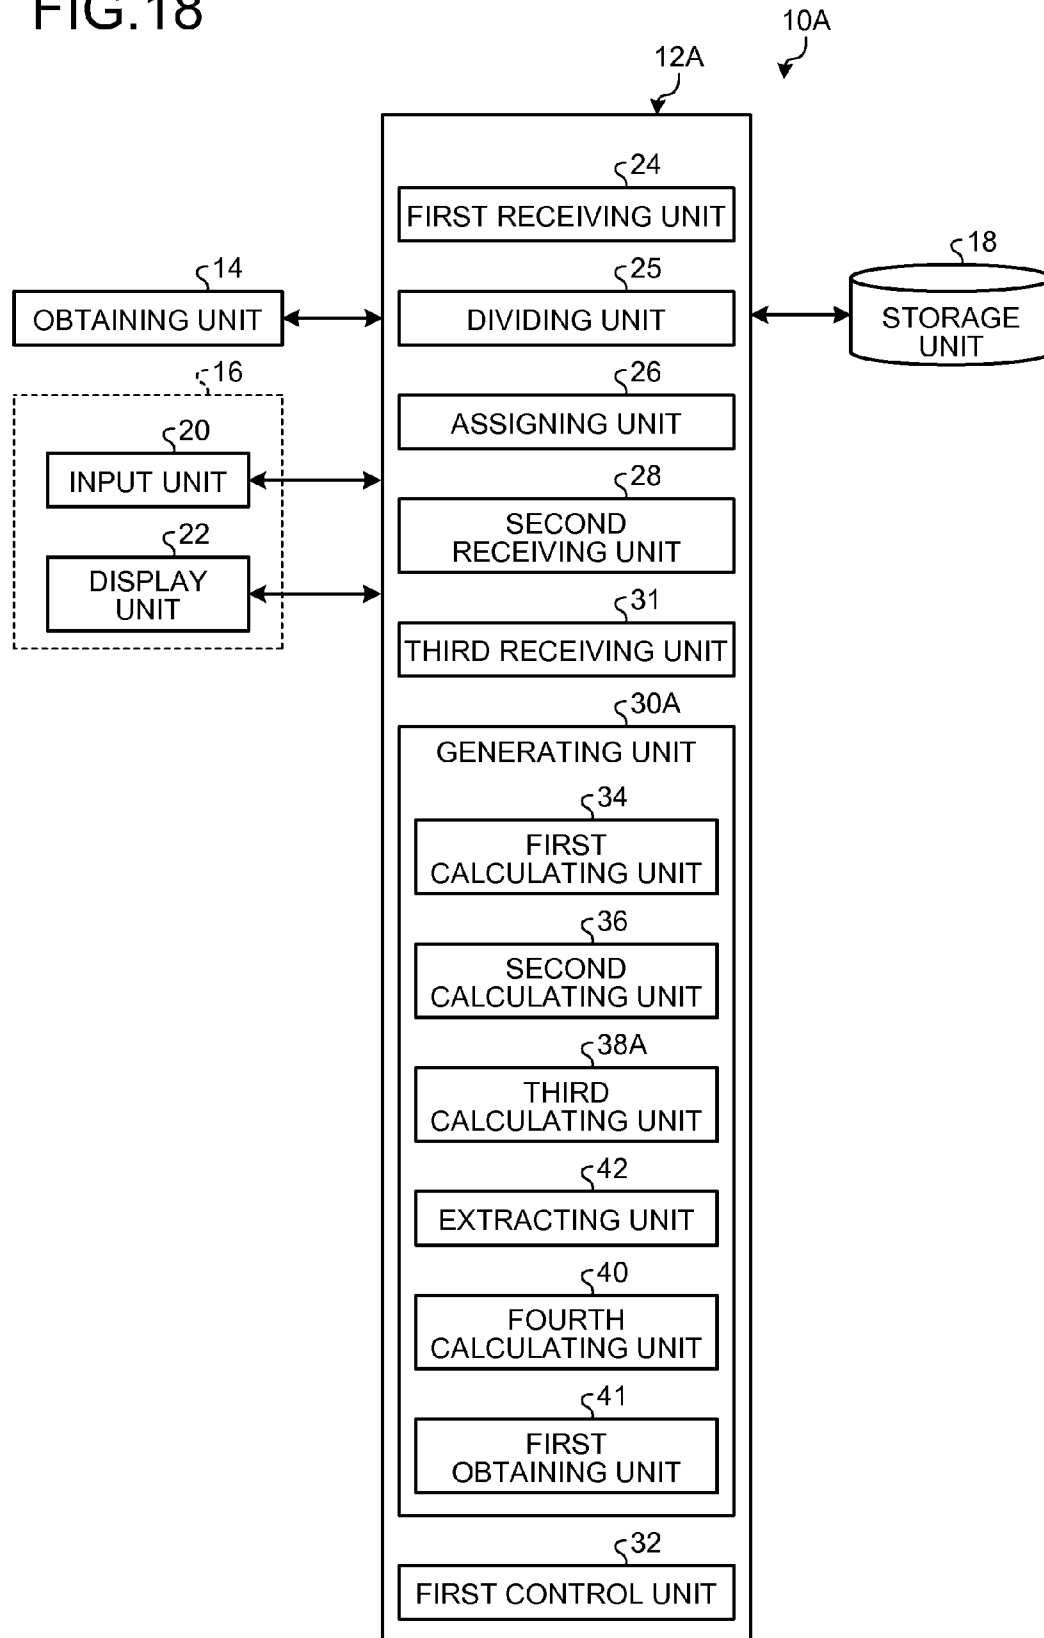 FIG.18
10A
12A
24
FIRST RECEIVING UNIT
14
OBTAINING UNIT
25
DIVIDING UNIT
18
STORAGE
UNIT
16
26
ASSIGNING UNIT
20
INPUT UNIT
28
SECOND
RECEIVING UNIT
22
DISPLAY
UNIT
31
THIRD RECEIVING UNIT
30A
GENERATING UNIT
34
FIRST
CALCULATING UNIT
36
SECOND
CALCULATING UNIT
38A
THIRD
CALCULATING UNIT
42
EXTRACTING UNIT
40
FOURTH
CALCULATING UNIT
41
FIRST
OBTAINING UNIT
32
FIRST CONTROL UNIT